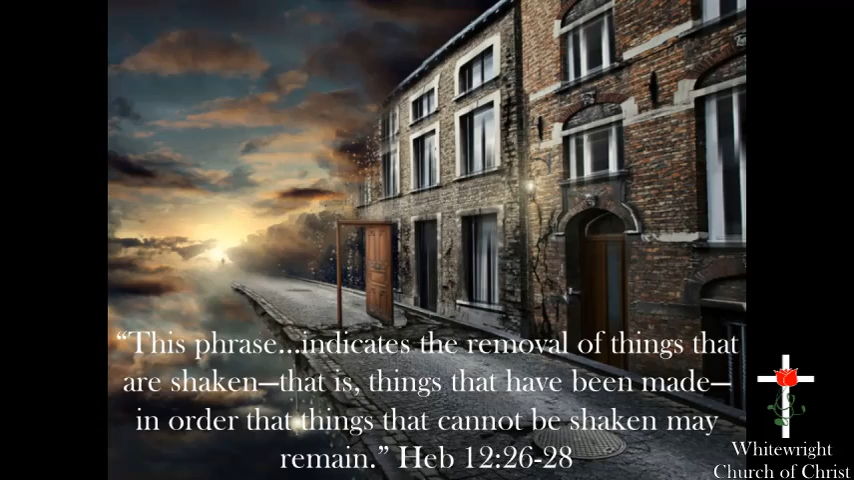 “This phrase...indicates the removal of things that
are shaken—that is, things that have been made—
in order that things that cannot be shaken may
remain.” Heb 12:26-28
Whitewright
Church of Christ